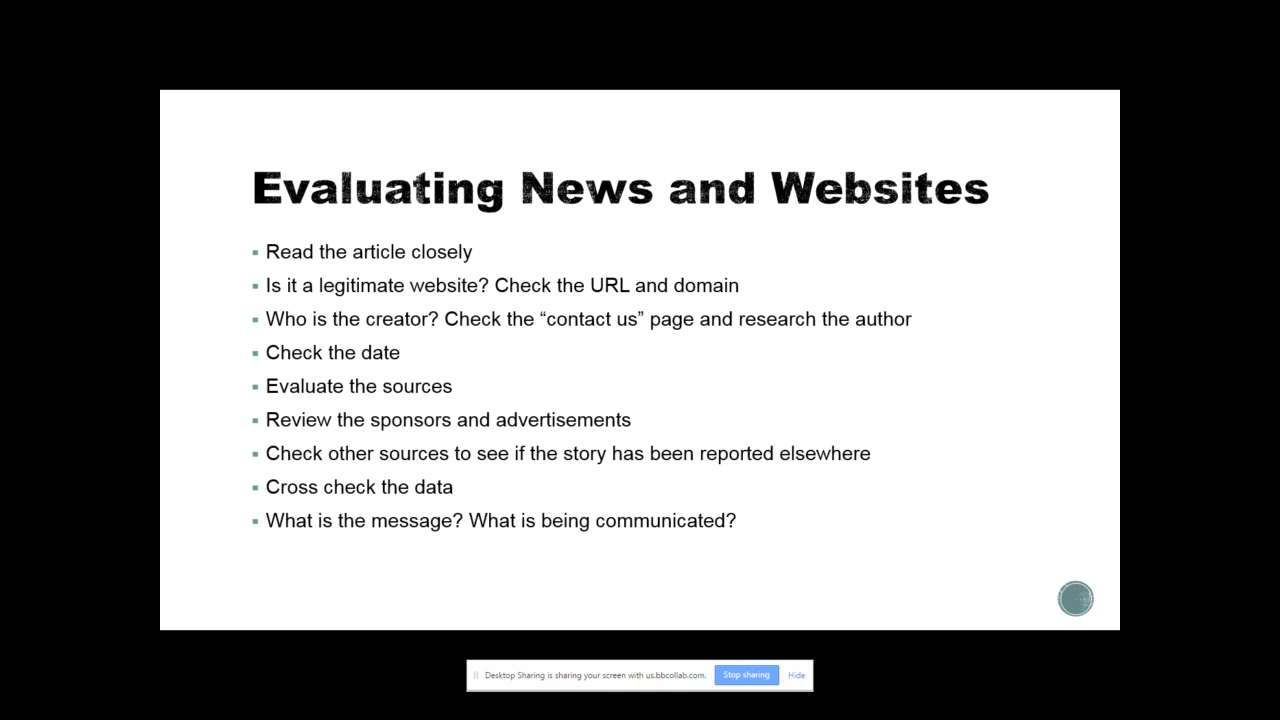 Evaluating News and Websites
Read the article closely
Is it a legitimate website? Check the URL and domain
Who is the creator? Check the “contact us” page and research the author
Check the date
Evaluate the sources
Review the sponsors and advertisements
Check other sources to see if the story has been reported elsewhere
Cross check the data
What is the message? What is being communicated?
Desktop Sharing is sharing your screen with us.bbcollab.com. Stop sharing Hide